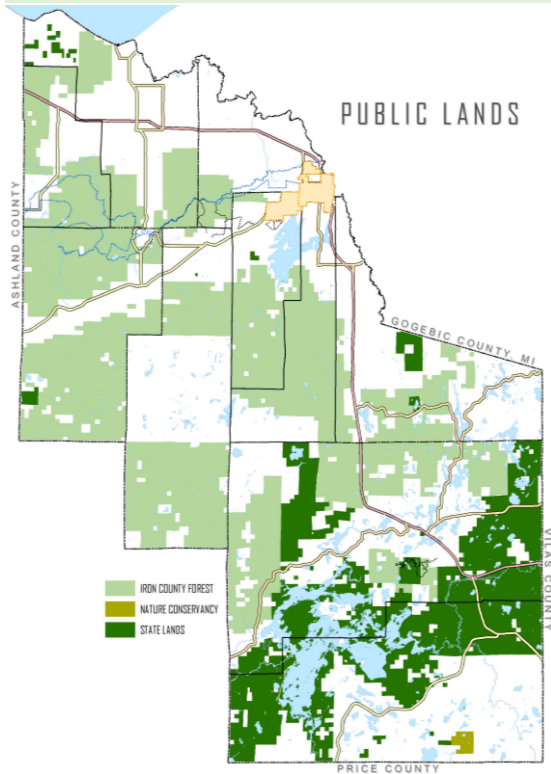 PUBLIC LANDS
ASHLAND COUNTY
GOGEBIC COUNTY, MI
VILAS COUNTY
IRON COUNTY FOREST
NATURE CONSERVANCY
STATE LANDS
PRICE COUNTY